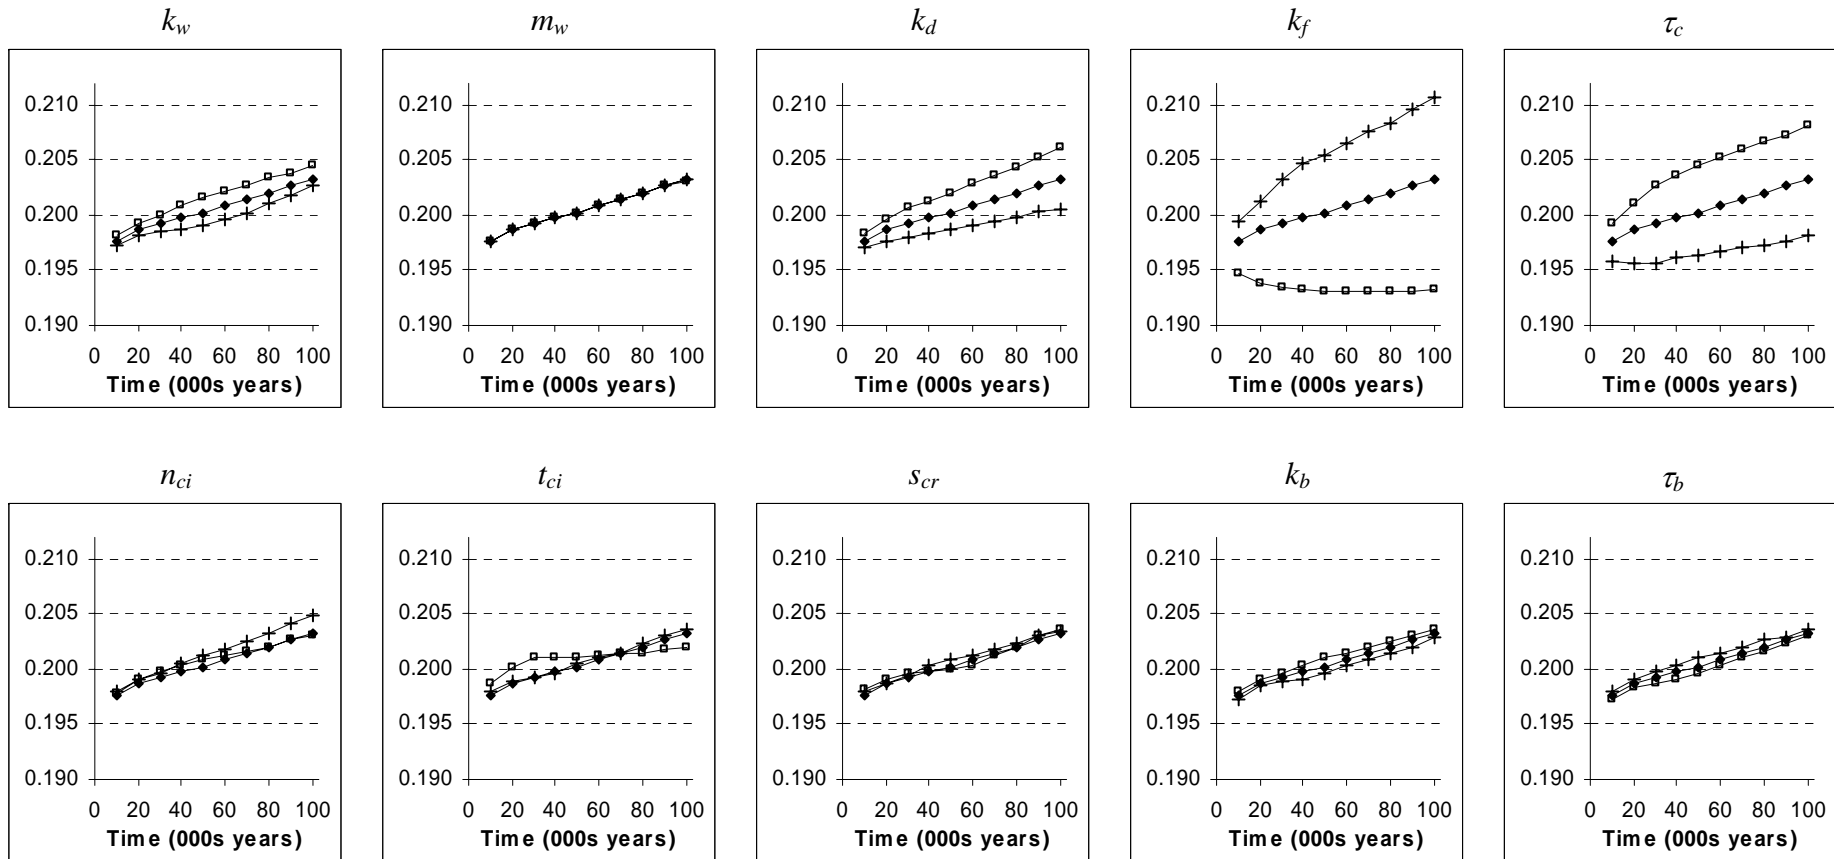 k_w m_w k_d k_f τ_c
0.210 0.210 0.210 0.210 0.210
0.205 0.205 0.205 0.205 0.205
0.200 0.200 0.200 0.200 0.200
0.195 0.195 0.195 0.195 0.195
0.190 0.190 0.190 0.190 0.190
0 20 40 60 80 100 0 20 40 60 80 100 0 20 40 60 80 100 0 20 40 60 80 100 0 20 40 60 80 100
Time (000s years) Time (000s years) Time (000s years) Time (000s years) Time (000s years)
n_ci t_ci s_cr k_b τ_b
0.210 0.210 0.210 0.210 0.210
0.205 0.205 0.205 0.205 0.205
0.200 0.200 0.200 0.200 0.200
0.195 0.195 0.195 0.195 0.195
0.190 0.190 0.190 0.190 0.190
0 20 40 60 80 100 0 20 40 60 80 100 0 20 40 60 80 100 0 20 40 60 80 100 0 20 40 60 80 100
Time (000s years) Time (000s years) Time (000s years) Time (000s years) Time (000s years)